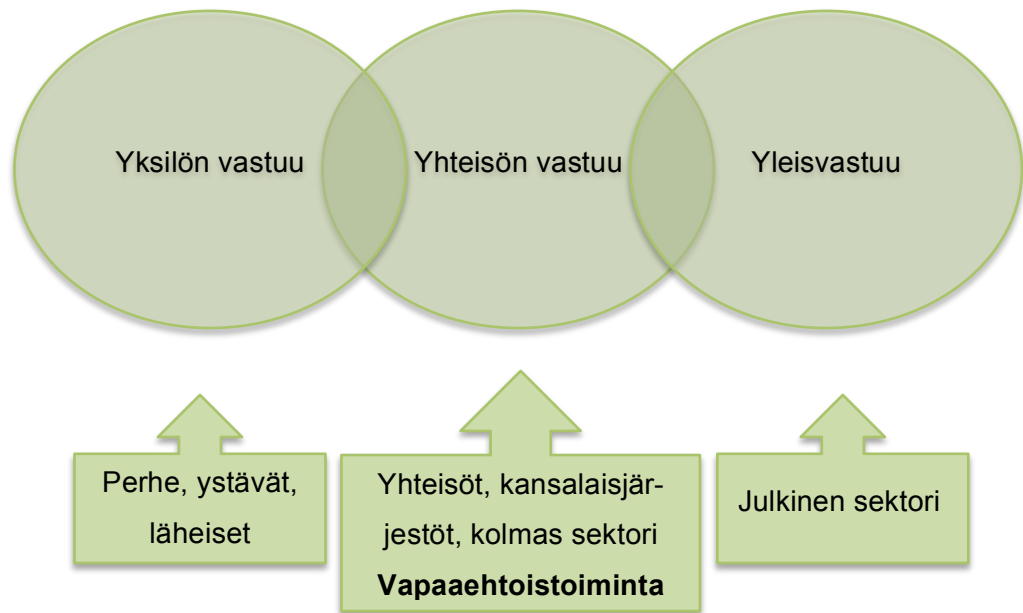 Yksilön vastuu
Yhteisön vastuu
Yleisvastuu
Perhe, ystävät,
läheiset
Yhteisöt, kansalaisjär-
jestöt, kolmas sektori
Vapaaehtoistoiminta
Julkinen sektori